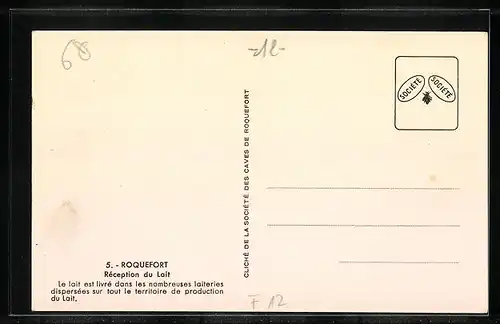 68
-12-
SOCIÉTÉ
SOCIÉTÉ
CLICHÉ DE LA SOCIÉTÉ DES CAVES DE ROQUEFORT
5. - ROQUEFORT
Réception du Lait
Le lait est livré dans les nombreuses laiteries
dispersées sur tout le territoire de production
du Lait.
F 12